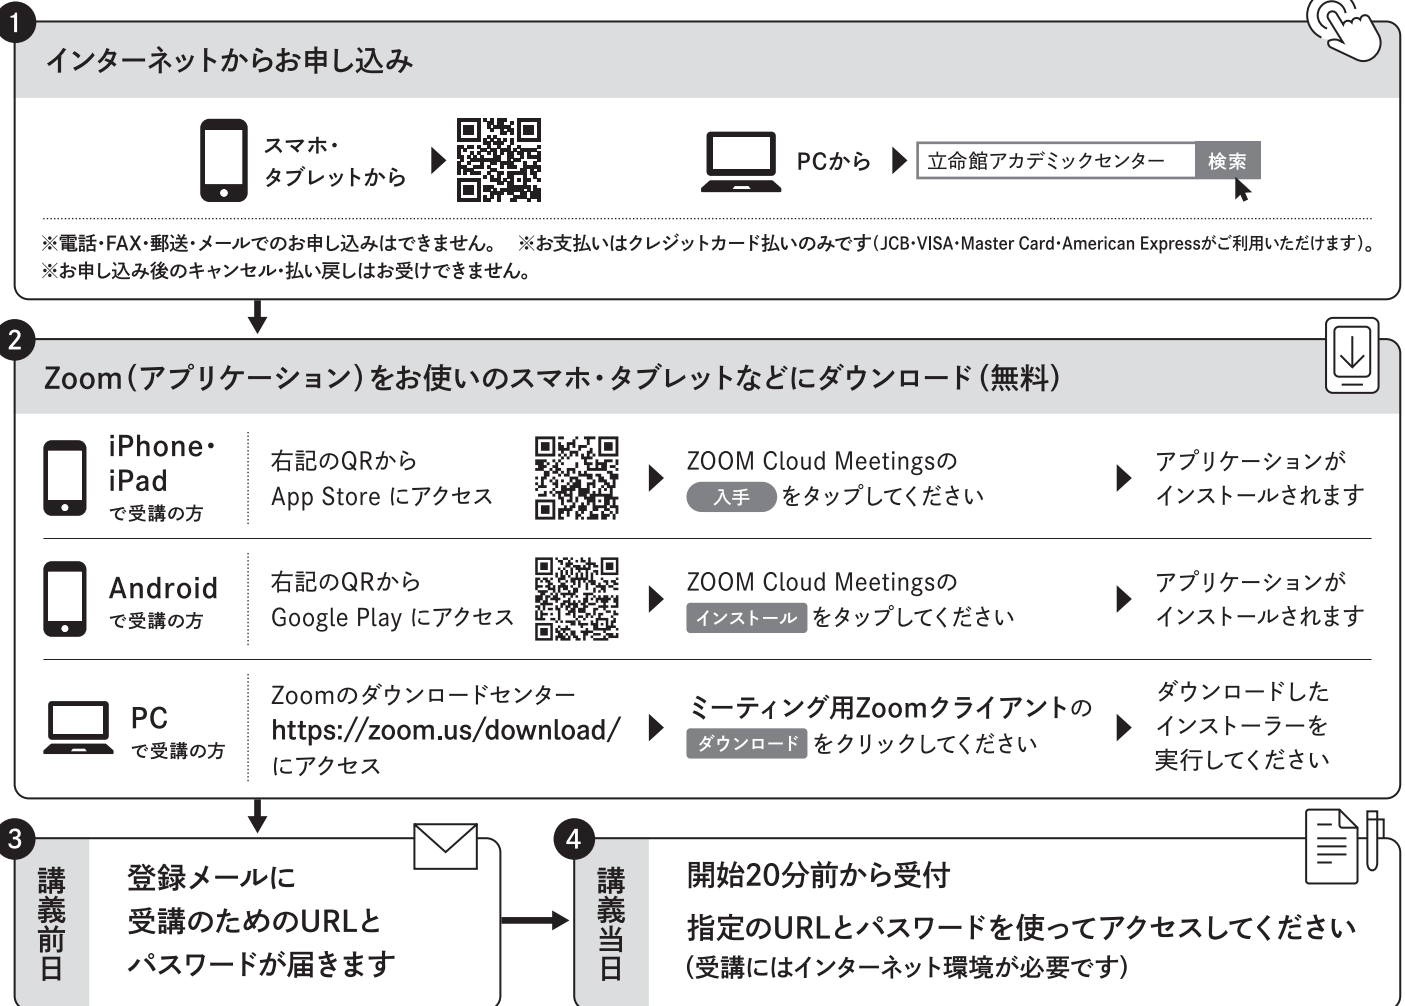 1
インターネットからお申し込み
スマホ・
タブレットから
PCから
立命館アカデミックセンター 検索
※電話・FAX・郵送・メールでのお申し込みはできません。 ※お支払いはクレジットカード払いのみです(JCB・VISA・Master Card・American Expressがご利用いただけます)。
※お申し込み後のキャンセル・払い戻しはお受けできません。
2
Zoom(アプリケーション)をお使いのスマホ・タブレットなどにダウンロード(無料)
iPhone・
iPad
で受講の方
右記のQRから
App Store にアクセス
ZOOM Cloud Meetingsの
入手 をタップしてください
アプリケーションが
インストールされます
Android
で受講の方
右記のQRから
Google Play にアクセス
ZOOM Cloud Meetingsの
インストール をタップしてください
アプリケーションが
インストールされます
PC
で受講の方
Zoomのダウンロードセンター
https://zoom.us/download/
にアクセス
ミーティング用Zoomクライアントの
ダウンロード をクリックしてください
ダウンロードした
インストーラーを
実行してください
3
講義前日
登録メールに
受講のためのURLと
パスワードが届きます
4
講義当日
開始20分前から受付
指定のURLとパスワードを使ってアクセスしてください
(受講にはインターネット環境が必要です)